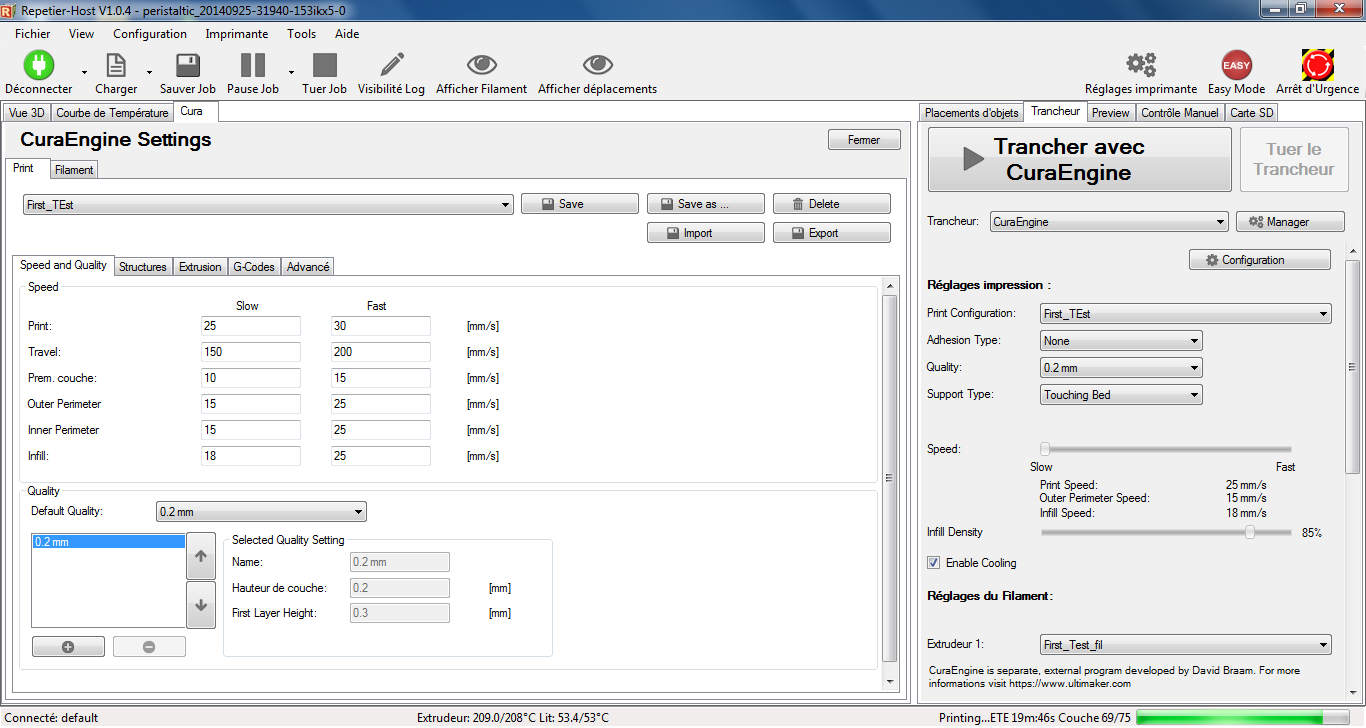 Repetier-Host V1.0.4 - peristaltic_20140925-31940-153ikx5-0
Fichier View Configuration Imprimante Tools Aide
Déconnecter Charger Sauver Job Pause Job Tuer Job Visibilité Log Afficher Filament Afficher déplacements Réglages imprimante EASY Easy Mode Arrêt d'Urgence
Vue 3D Courbe de Température Cura
CuraEngine Settings Fermer
Print Filament
First_TEst Save Save as ... Delete
Import Export
Speed and Quality Structures Extrusion G-Codes Advancé
Speed
Slow Fast
Print: 25 30 [mm/s]
Travel: 150 200 [mm/s]
Prem. couche: 10 15 [mm/s]
Outer Perimeter 15 25 [mm/s]
Inner Perimeter 15 25 [mm/s]
Infill: 18 25 [mm/s]
Quality
Default Quality: 0.2 mm
0.2 mm
Selected Quality Setting
Name: 0.2 mm
Hauteur de couche: 0.2 [mm]
First Layer Height: 0.3 [mm]
Placements d'objets Trancheur Preview Contrôle Manuel Carte SD
Trancher avec
CuraEngine
Tuer le
Trancheur
Trancheur: CuraEngine Manager
Configuration
Réglages impression :
Print Configuration: First_TEst
Adhesion Type: None
Quality: 0.2 mm
Support Type: Touching Bed
Speed:
Slow Fast
Print Speed: 25 mm/s
Outer Perimeter Speed: 15 mm/s
Infill Speed: 18 mm/s
Infill Density 85%
Enable Cooling
Réglages du Filament:
Extrudeur 1: First_Test_fil
CuraEngine is separate, external program developed by David Braam. For more
informations visit https://www.ultimaker.com
Connecté: default Extrudeur: 209.0/208°C Lit: 53.4/53°C Printing...ETE 19m:46s Couche 69/75